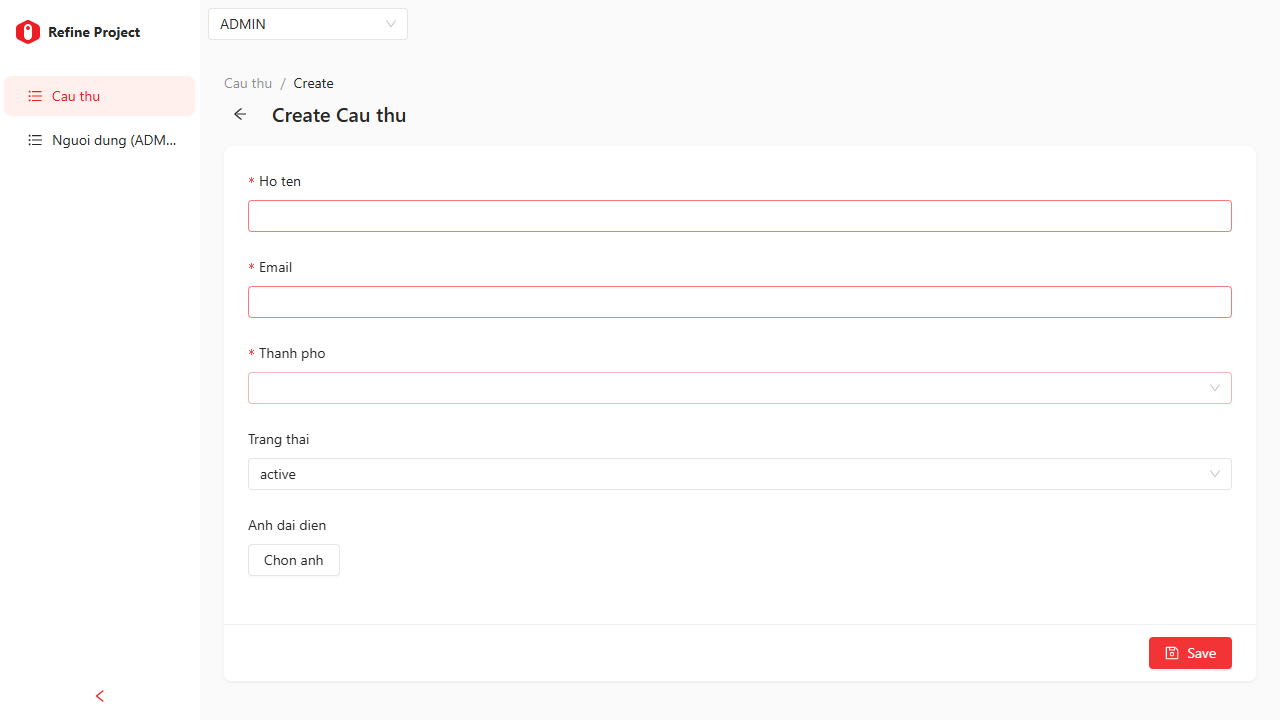 Refine Project
ADMIN
Cau thu
Nguoi dung (ADM...
Cau thu / Create
Create Cau thu
* Ho ten
* Email
* Thanh pho
Trang thai
active
Anh dai dien
Chon anh
Save